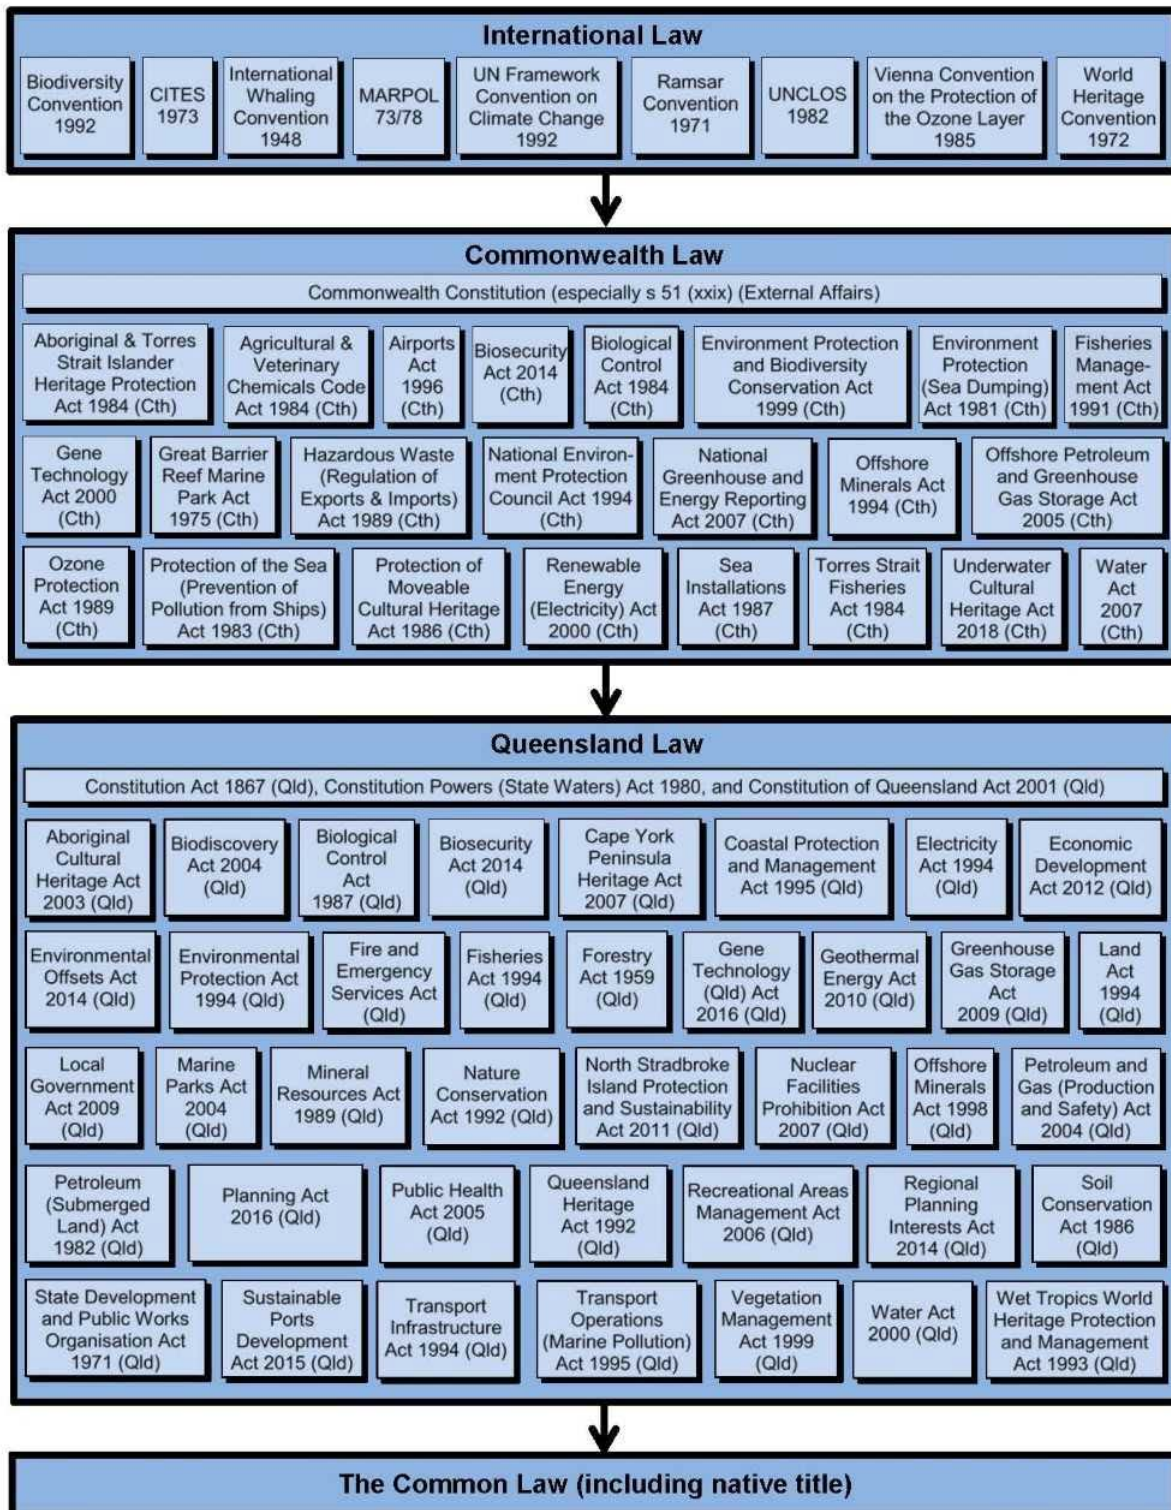 International Law
Biodiversity
Convention
1992
CITES
1973
International
Whaling
Convention
1948
MARPOL
73/78
UN Framework
Convention on
Climate Change
1992
Ramsar
Convention
1971
UNCLOS
1982
Vienna Convention
on the Protection of
the Ozone Layer
1985
World
Heritage
Convention
1972
Commonwealth Law
Commonwealth Constitution (especially s 51 (xxix) (External Affairs)
Aboriginal & Torres
Strait Islander
Heritage Protection
Act 1984 (Cth)
Agricultural &
Veterinary
Chemicals Code
Act 1984 (Cth)
Airports
Act
1996
(Cth)
Biosecurity
Act 2014
(Cth)
Biological
Control
Act 1984
(Cth)
Environment Protection
and Biodiversity
Conservation Act
1999 (Cth)
Environment
Protection
(Sea Dumping)
Act 1981 (Cth)
Fisheries
Manage-
ment Act
1991 (Cth)
Gene
Technology
Act 2000
(Cth)
Great Barrier
Reef Marine
Park Act
1975 (Cth)
Hazardous Waste
(Regulation of
Exports & Imports)
Act 1989 (Cth)
National Environ-
ment Protection
Council Act 1994
(Cth)
National
Greenhouse and
Energy Reporting
Act 2007 (Cth)
Offshore
Minerals Act
1994 (Cth)
Offshore Petroleum
and Greenhouse
Gas Storage Act
2005 (Cth)
Ozone
Protection
Act 1989
(Cth)
Protection of the Sea
(Prevention of
Pollution from Ships)
Act 1983 (Cth)
Protection of
Moveable
Cultural Heritage
Act 1986 (Cth)
Renewable
Energy
(Electricity) Act
2000 (Cth)
Sea
Installations
Act 1987
(Cth)
Torres Strait
Fisheries
Act 1984
(Cth)
Underwater
Cultural
Heritage Act
2018 (Cth)
Water
Act
2007
(Cth)
Queensland Law
Constitution Act 1867 (Qld), Constitution Powers (State Waters) Act 1980, and Constitution of Queensland Act 2001 (Qld)
Aboriginal
Cultural
Heritage Act
2003 (Qld)
Biodiscovery
Act 2004
(Qld)
Biological
Control
Act
1987 (Qld)
Biosecurity
Act 2014
(Qld)
Cape York
Peninsula
Heritage Act
2007 (Qld)
Coastal Protection
and Management
Act 1995 (Qld)
Electricity
Act 1994
(Qld)
Economic
Development
Act 2012 (Qld)
Environmental
Offsets Act
2014 (Qld)
Environmental
Protection Act
1994 (Qld)
Fire and
Emergency
Services Act
(Qld)
Fisheries
Act 1994
(Qld)
Forestry
Act 1959
(Qld)
Gene
Technology
(Qld) Act
2016 (Qld)
Geothermal
Energy Act
2010 (Qld)
Greenhouse
Gas Storage
Act
2009 (Qld)
Land
Act
1994
(Qld)
Local
Government
Act 2009
(Qld)
Marine
Parks Act
2004
(Qld)
Mineral
Resources Act
1989 (Qld)
Nature
Conservation
Act 1992 (Qld)
North Stradbroke
Island Protection
and Sustainability
Act 2011 (Qld)
Nuclear
Facilities
Prohibition Act
2007 (Qld)
Offshore
Minerals
Act 1998
(Qld)
Petroleum and
Gas (Production
and Safety) Act
2004 (Qld)
Petroleum
(Submerged
Land) Act
1982 (Qld)
Planning Act
2016 (Qld)
Public Health
Act 2005
(Qld)
Queensland
Heritage
Act 1992
(Qld)
Recreational Areas
Management Act
2006 (Qld)
Regional
Planning
Interests Act
2014 (Qld)
Soil
Conservation
Act 1986
(Qld)
State Development
and Public Works
Organisation Act
1971 (Qld)
Sustainable
Ports
Development
Act 2015 (Qld)
Transport
Infrastructure
Act 1994 (Qld)
Transport
Operations
(Marine Pollution)
Act 1995 (Qld)
Vegetation
Management
Act 1999
(Qld)
Water Act
2000 (Qld)
Wet Tropics World
Heritage Protection
and Management
Act 1993 (Qld)
The Common Law (including native title)